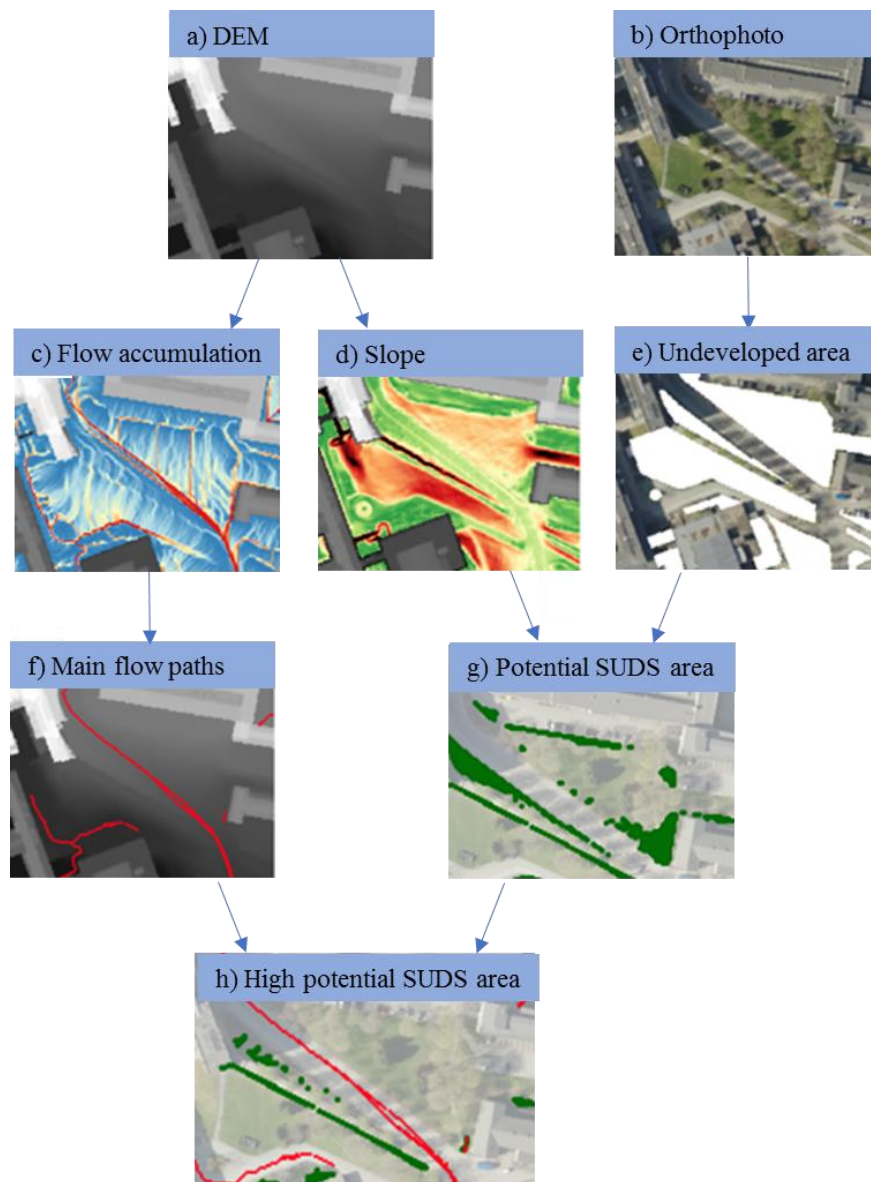 a) DEM
b) Orthophoto
c) Flow accumulation
d) Slope
e) Undeveloped area
f) Main flow paths
g) Potential SUDS area
h) High potential SUDS area